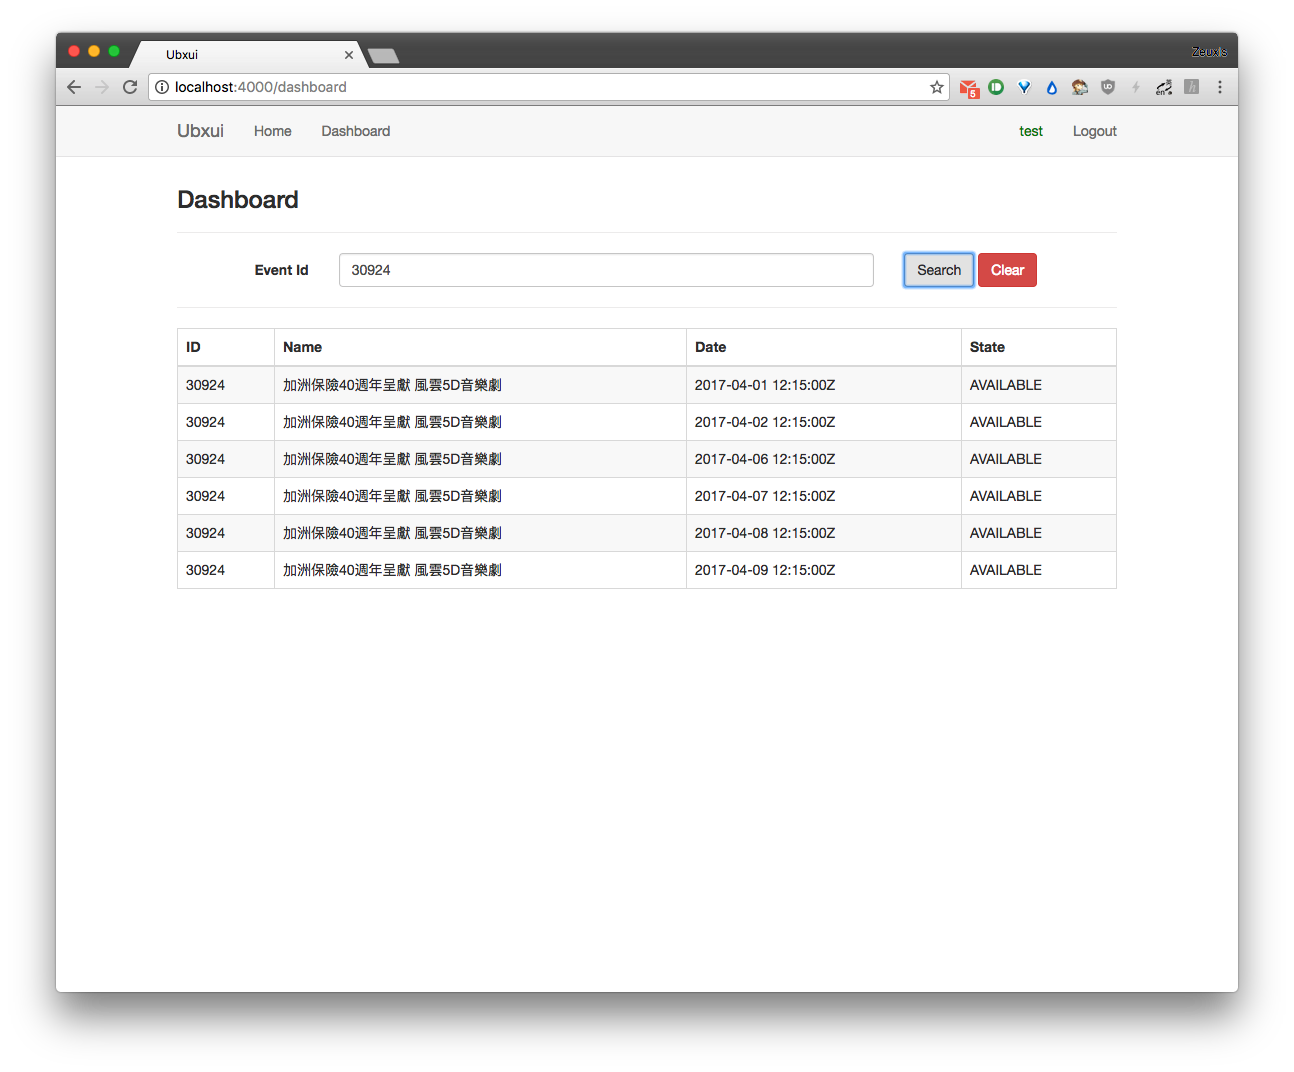 Ubxui
Zeuxis
localhost:4000/dashboard
5
en
英
h
Ubxui Home Dashboard test Logout
Dashboard
Event Id 30924 Search Clear
ID Name Date State
30924 加洲保險40週年呈獻 風雲5D音樂劇 2017-04-01 12:15:00Z AVAILABLE
30924 加洲保險40週年呈獻 風雲5D音樂劇 2017-04-02 12:15:00Z AVAILABLE
30924 加洲保險40週年呈獻 風雲5D音樂劇 2017-04-06 12:15:00Z AVAILABLE
30924 加洲保險40週年呈獻 風雲5D音樂劇 2017-04-07 12:15:00Z AVAILABLE
30924 加洲保險40週年呈獻 風雲5D音樂劇 2017-04-08 12:15:00Z AVAILABLE
30924 加洲保險40週年呈獻 風雲5D音樂劇 2017-04-09 12:15:00Z AVAILABLE